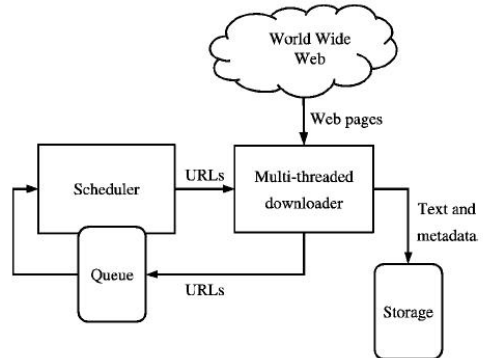 World Wide
Web
Web pages
URLs
Scheduler
Multi-threaded
downloader
Text and
metadata
Queue
URLs
Storage